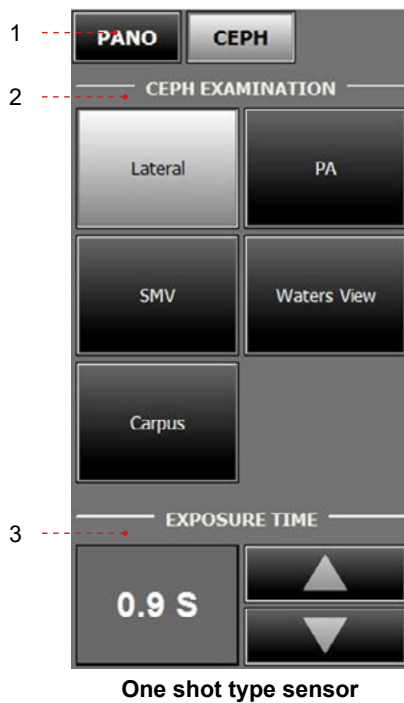 1 PANO CEPH
2 CEPH EXAMINATION
Lateral PA
SMV Waters View
Carpus
3 EXPOSURE TIME
0.9 S
One shot type sensor